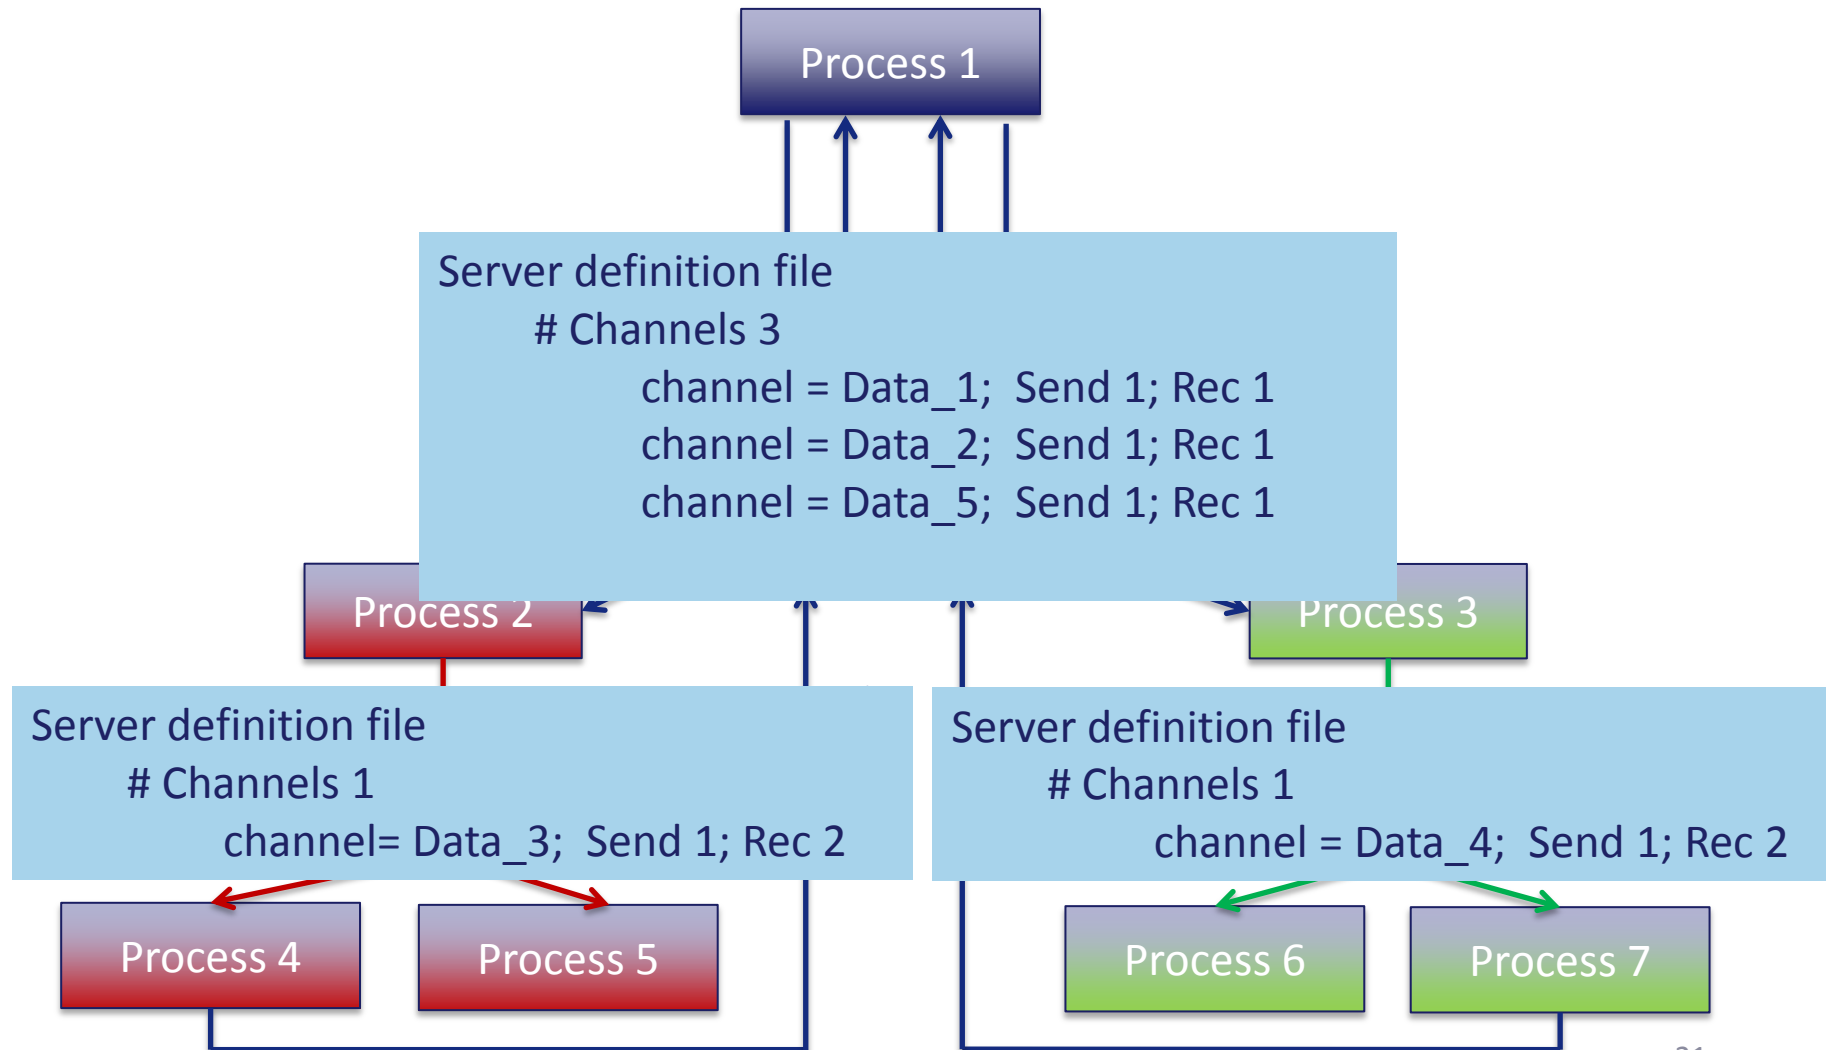 Process 1
Server definition file
# Channels 3
channel = Data_1;  Send 1; Rec 1
channel = Data_2;  Send 1; Rec 1
channel = Data_5;  Send 1; Rec 1
Process 2
Process 3
Server definition file
# Channels 1
channel= Data_3;  Send 1; Rec 2
Server definition file
# Channels 1
channel = Data_4;  Send 1; Rec 2
Process 4
Process 5
Process 6
Process 7